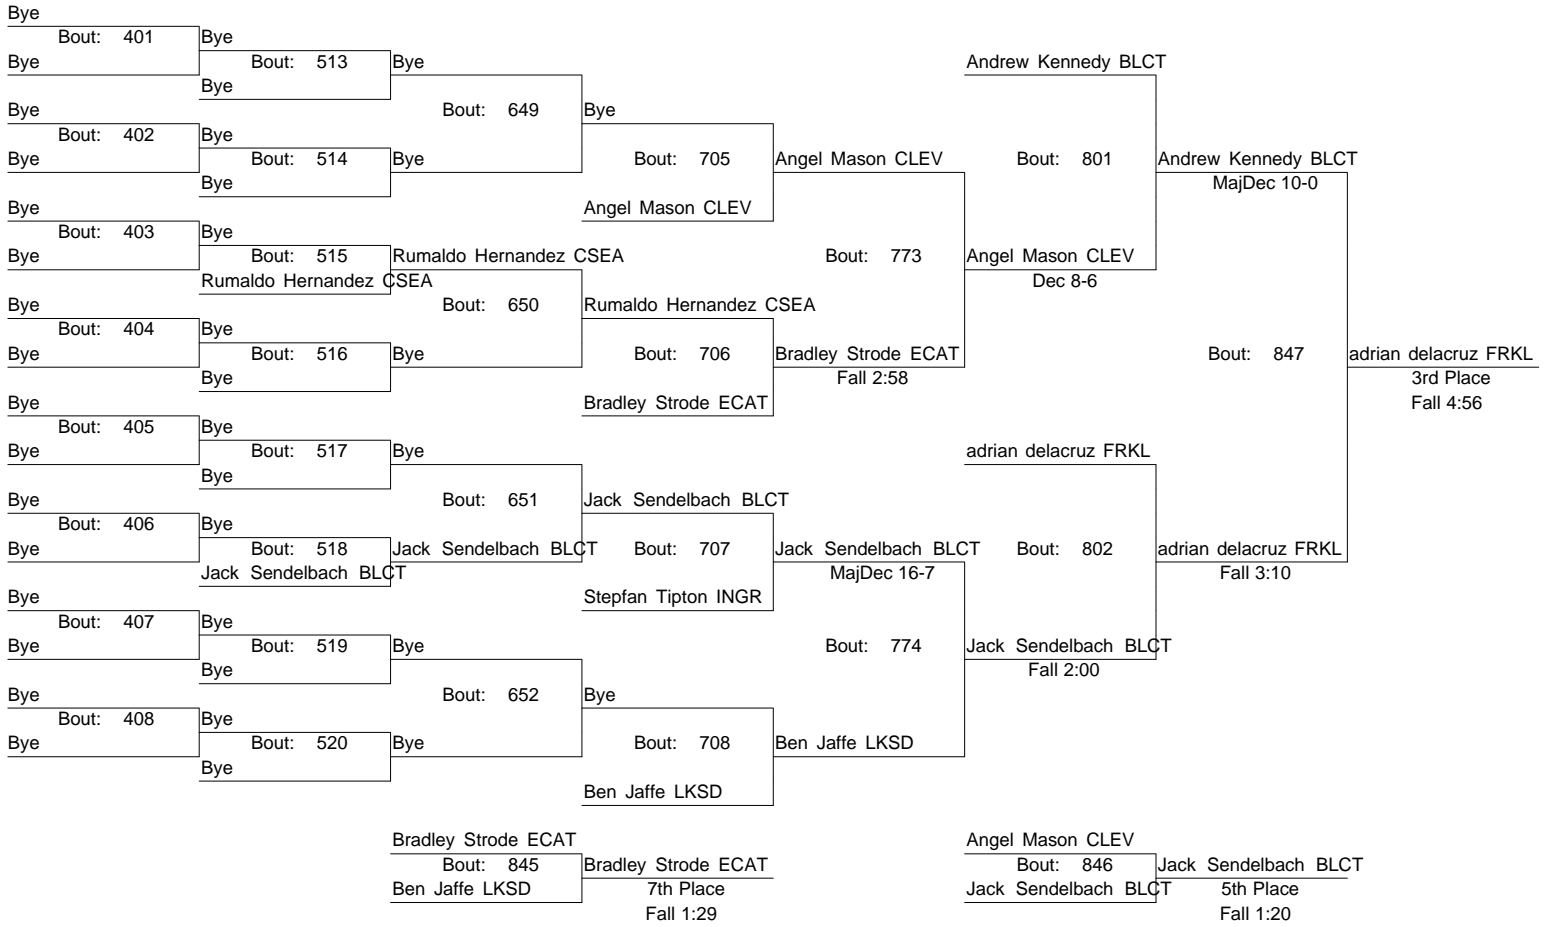 Bye
Bout: 401 Bye
Bye Bout: 513 Bye Andrew Kennedy BLCT
Bye
Bye Bout: 649 Bye
Bout: 402 Bye
Bye Bout: 514 Bye Bout: 705 Angel Mason CLEV Bout: 801 Andrew Kennedy BLCT
Bye MajDec 10-0
Bye Angel Mason CLEV
Bout: 403 Bye
Bye Bout: 515 Rumaldo Hernandez CSEA Bout: 773 Angel Mason CLEV
Rumaldo Hernandez CSEA Dec 8-6
Bye Bout: 650 Rumaldo Hernandez CSEA
Bout: 404 Bye
Bye Bout: 516 Bye Bout: 706 Bradley Strode ECAT Bout: 847 adrian delacruz FRKL
Bye Fall 2:58 3rd Place
Bye Bradley Strode ECAT Fall 4:56
Bout: 405 Bye
Bye Bout: 517 Bye adrian delacruz FRKL
Bye
Bye Bout: 651 Jack Sendelbach BLCT
Bout: 406 Bye
Bye Bout: 518 Jack Sendelbach BLCT Bout: 707 Jack Sendelbach BLCT Bout: 802 adrian delacruz FRKL
Jack Sendelbach BLCT MajDec 16-7 Fall 3:10
Bye Stepfan Tipton INGR
Bout: 407 Bye
Bye Bout: 519 Bye Bout: 774 Jack Sendelbach BLCT
Bye Fall 2:00
Bye Bout: 652 Bye
Bout: 408 Bye
Bye Bout: 520 Bye Bout: 708 Ben Jaffe LKSD
Bye
Ben Jaffe LKSD
Bradley Strode ECAT Angel Mason CLEV
Bout: 845 Bradley Strode ECAT Bout: 846 Jack Sendelbach BLCT
Ben Jaffe LKSD 7th Place Jack Sendelbach BLCT 5th Place
Fall 1:29 Fall 1:20